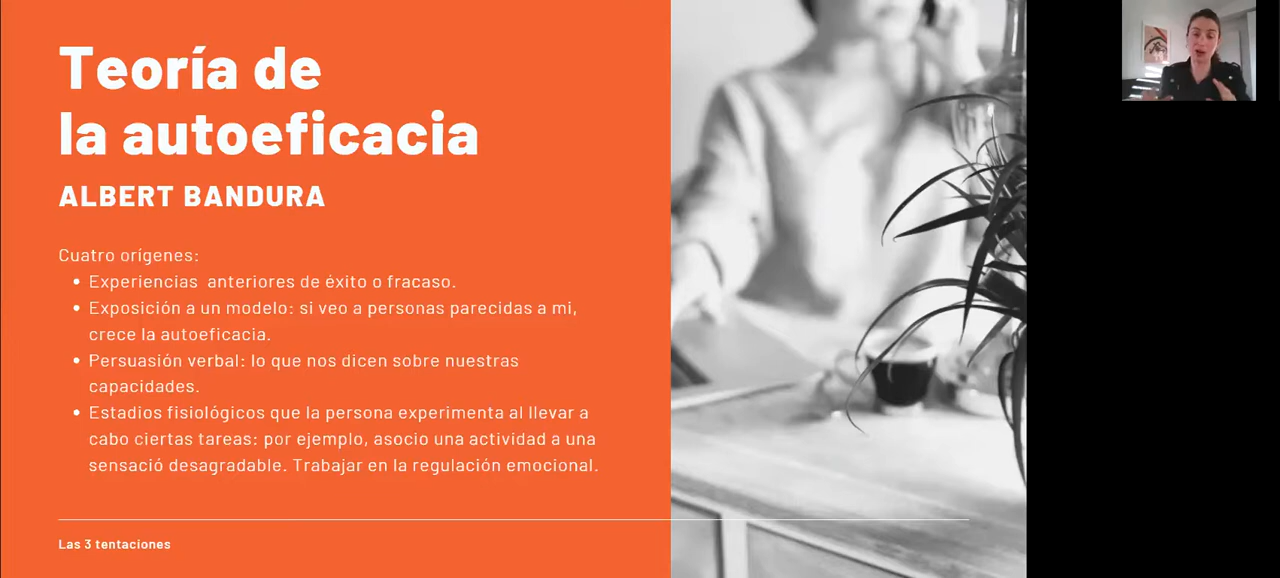 Teoría de
la autoeficacia
ALBERT BANDURA
Cuatro orígenes:
• Experiencias anteriores de éxito o fracaso.
• Exposición a un modelo: si veo a personas parecidas a mi,
crece la autoeficacia.
• Persuasión verbal: lo que nos dicen sobre nuestras
capacidades.
• Estadios fisiológicos que la persona experimenta al llevar a
cabo ciertas tareas: por ejemplo, asocio una actividad a una
sensació desagradable. Trabajar en la regulación emocional.
Las 3 tentaciones